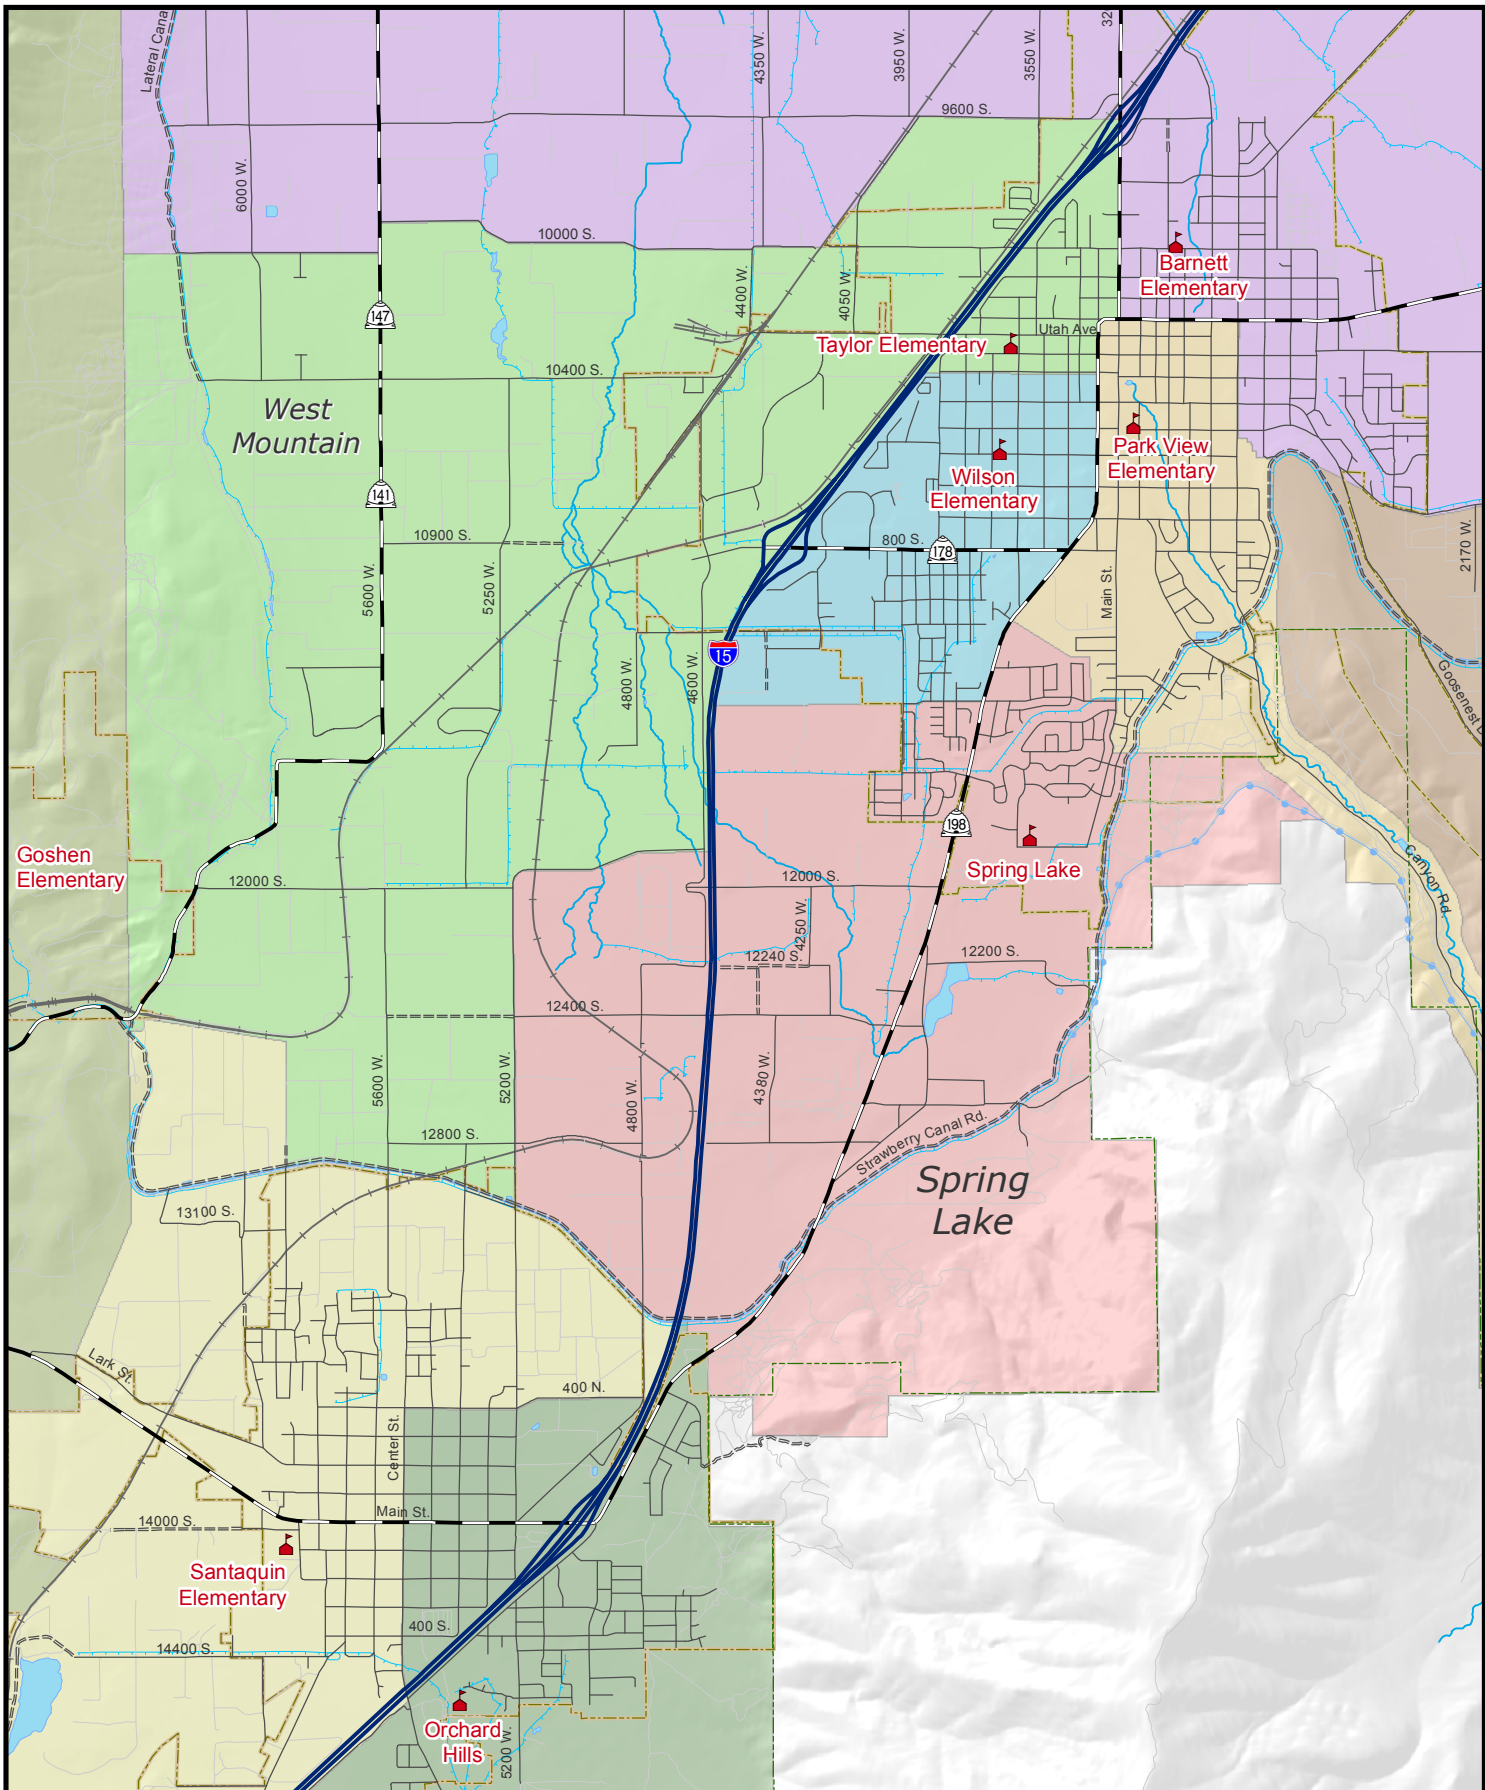 Lateral Cana
4350 W.
3950 W.
3550 W.
32
9600 S.
6000 W.
10000 S.
Barnett
Elementary
4400 W.
4050 W.
147
Utah Ave
Taylor Elementary
10400 S.
West
Mountain
Park View
Elementary
Wilson
Elementary
141
10900 S.
800 S.
178
2170 W.
5600 W.
5250 W.
Main St.
15
4800 W.
4600 W.
Goosenest D
198
Goshen
Elementary
12000 S.
12000 S.
Spring Lake
Canyon Rd.
4250 W.
12240 S.
12200 S.
12400 S.
5600 W.
5200 W.
4800 W.
4380 W.
12800 S.
Strawberry Canal Rd.
Spring
Lake
13100 S.
Lark St.
400 N.
Center St.
Main St.
14000 S.
Santaquin
Elementary
400 S.
14400 S.
Orchard
Hills
5200 W.